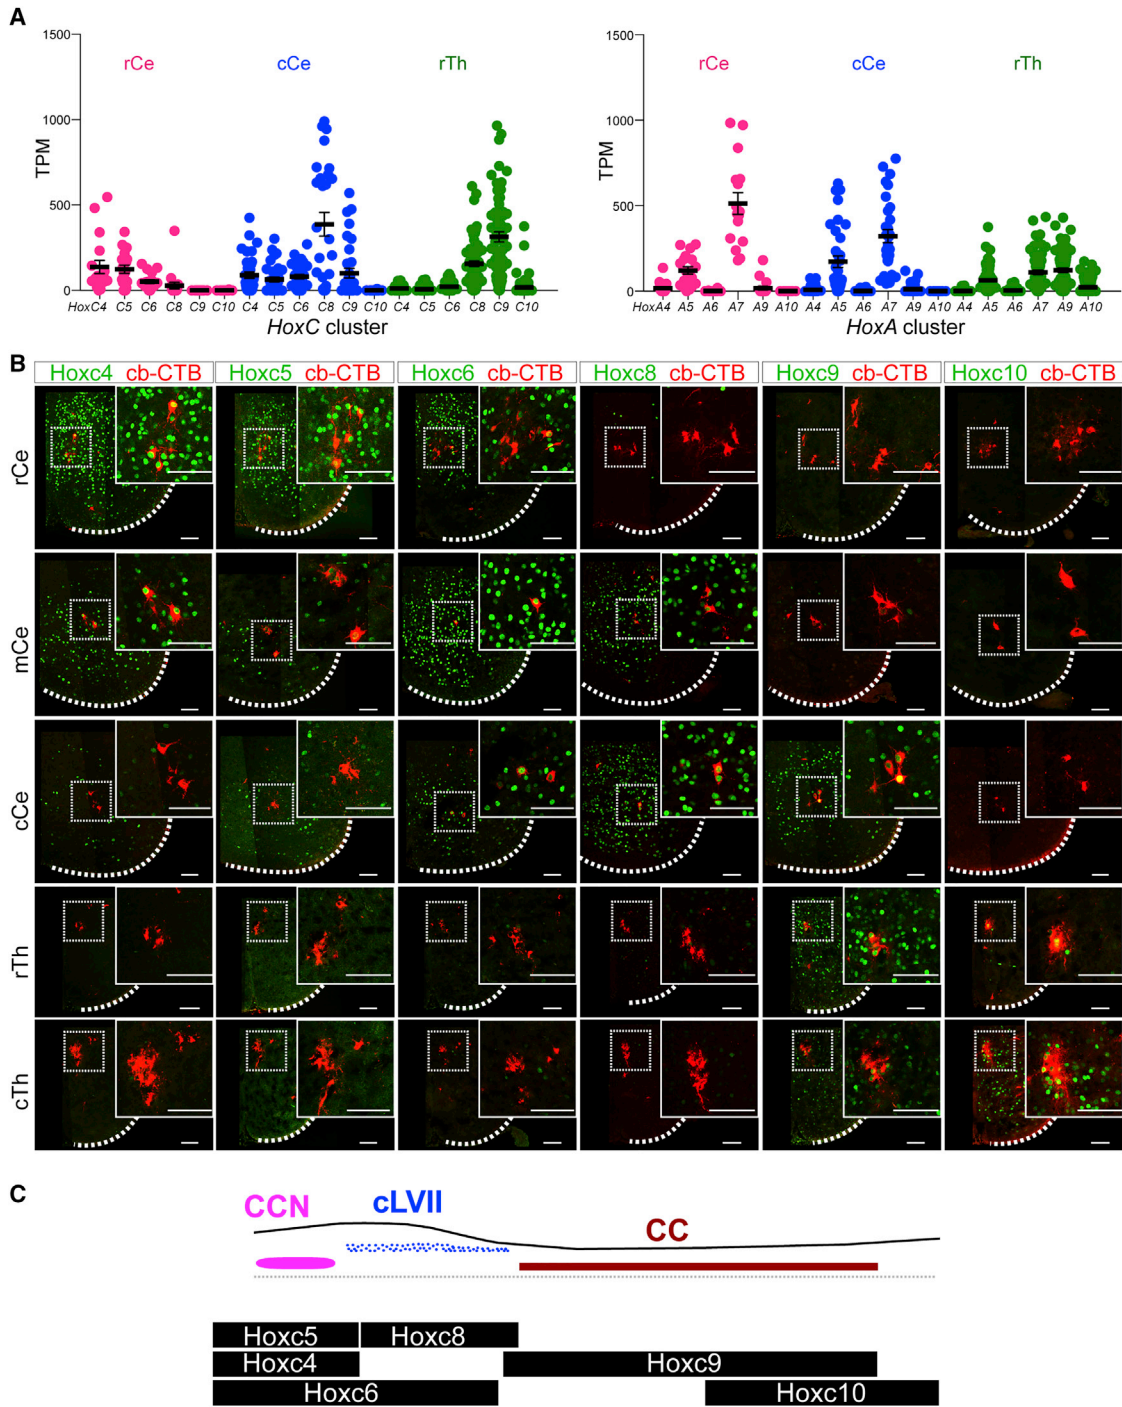 A
1500
1000
500
0
TPM
rCe
cCe
rTh
HoxC4 C5 C6 C8 C9 C10 C4 C5 C6 C8 C9 C10 C4 C5 C6 C8 C9 C10
HoxC cluster
1500
1000
500
0
TPM
rCe
cCe
rTh
HoxA4 A5 A6 A7 A9 A10 A4 A5 A6 A7 A9 A10 A4 A5 A6 A7 A9 A10
HoxA cluster
B
Hoxc4 cb-CTB
Hoxc5 cb-CTB
Hoxc6 cb-CTB
Hoxc8 cb-CTB
Hoxc9 cb-CTB
Hoxc10 cb-CTB
rCe
mCe
cCe
rTh
cTh
C
CCN
cLVII
CC
Hoxc5 Hoxc8
Hoxc4 Hoxc9
Hoxc6 Hoxc10